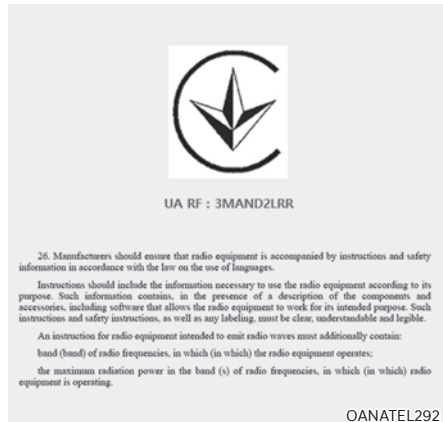 UA RF : 3MAND2LRR
26. Manufacturers should ensure that radio equipment is accompanied by instructions and safety
information in accordance with the law on the use of languages.
Instructions should include the information necessary to use the radio equipment according to its
purpose. Such information contains, in the presence of a description of the components and
accessories, including software that allows the radio equipment to work for its intended purpose. Such
instructions and safety instructions, as well as any labeling, must be clear, understandable and legible.
An instruction for radio equipment intended to emit radio waves must additionally contain:
band (band) of radio frequencies, in which (in which) the radio equipment operates;
the maximum radiation power in the band (s) of radio frequencies, in which (in which) radio
equipment is operating.
OANATEL292